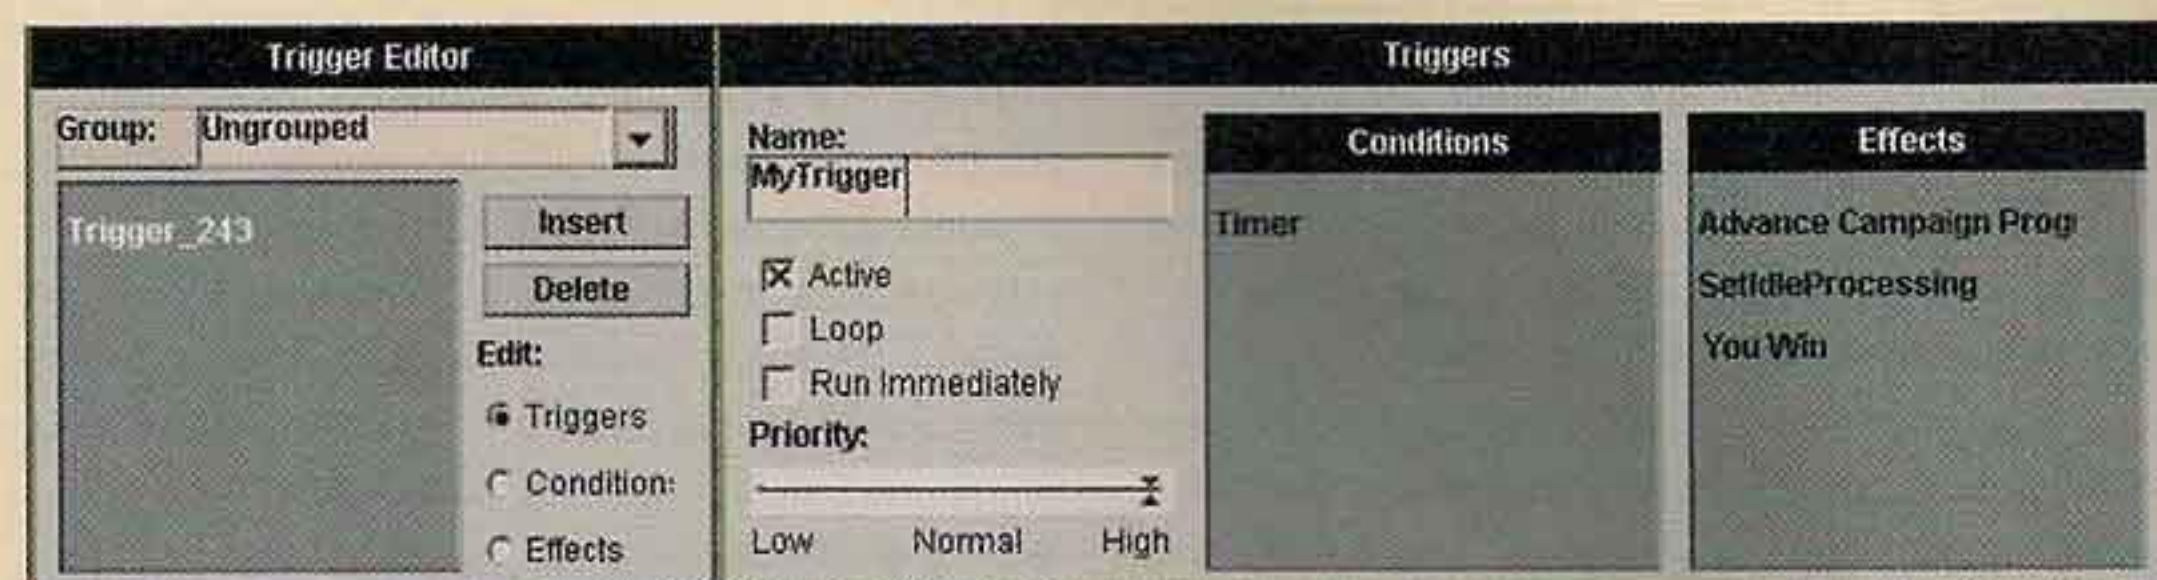 Trigger Editor
Group: Ungrouped
Trigger_243
Insert
Delete
Edit:
Triggers
Condition:
Effects
Triggers
Name:
MyTrigger
Active
Loop
Run Immediately
Priority:
Low Normal High
Conditions
Timer
Effects
Advance Campaign Prog
SetIdleProcessing
You Win